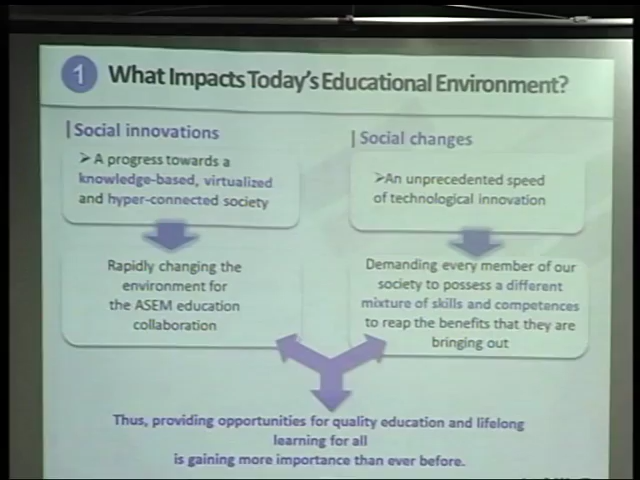 1 What Impacts Today's Educational Environment?
Social innovations
A progress towards a
knowledge-based, virtualized
and hyper-connected society
Rapidly changing the
environment for
the ASEM education
collaboration
Social changes
An unprecedented speed
of technological innovation
Demanding every member of our
society to possess a different
mixture of skills and competences
to reap the benefits that they are
bringing out
Thus, providing opportunities for quality education and lifelong
learning for all
is gaining more importance than ever before.